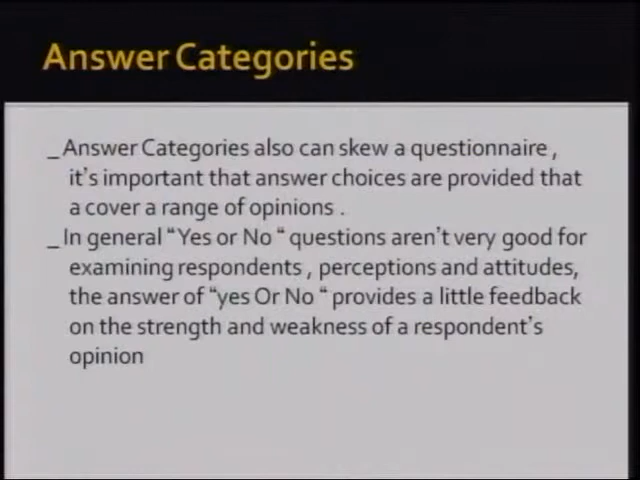 Answer Categories
_Answer Categories also can skew a questionnaire ,
it's important that answer choices are provided that
a cover a range of opinions .
_In general "Yes or No " questions aren't very good for
examining respondents , perceptions and attitudes,
the answer of "yes Or No " provides a little feedback
on the strength and weakness of a respondent's
opinion